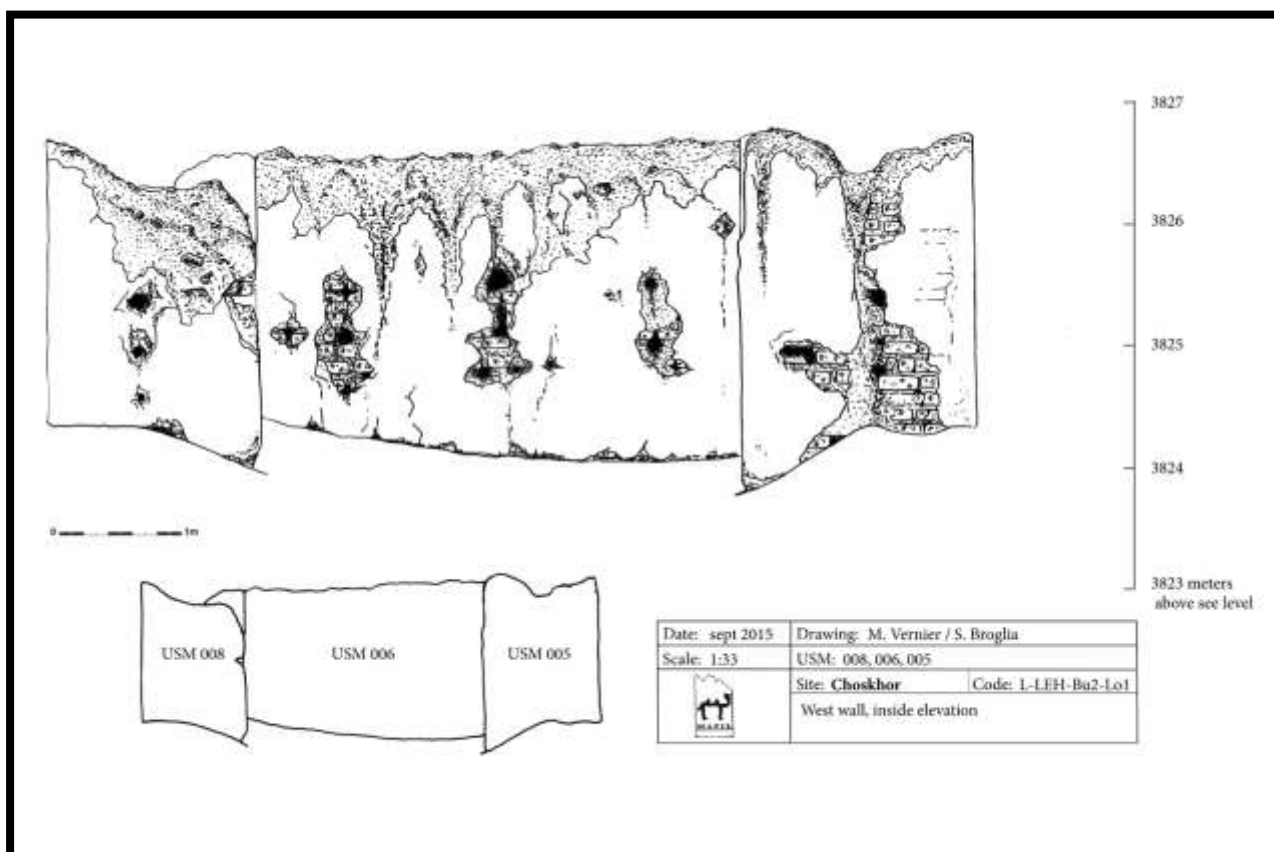 3827
3826
3825
3824
3823 meters
above see level
0 1m
USM 008 USM 006 USM 005
Date: sept 2015 Drawing: M. Vernier / S. Broglia
Scale: 1:33 USM: 008, 006, 005
Site: Choskhor Code: L-LEH-Bu2-Lo1
West wall, inside elevation